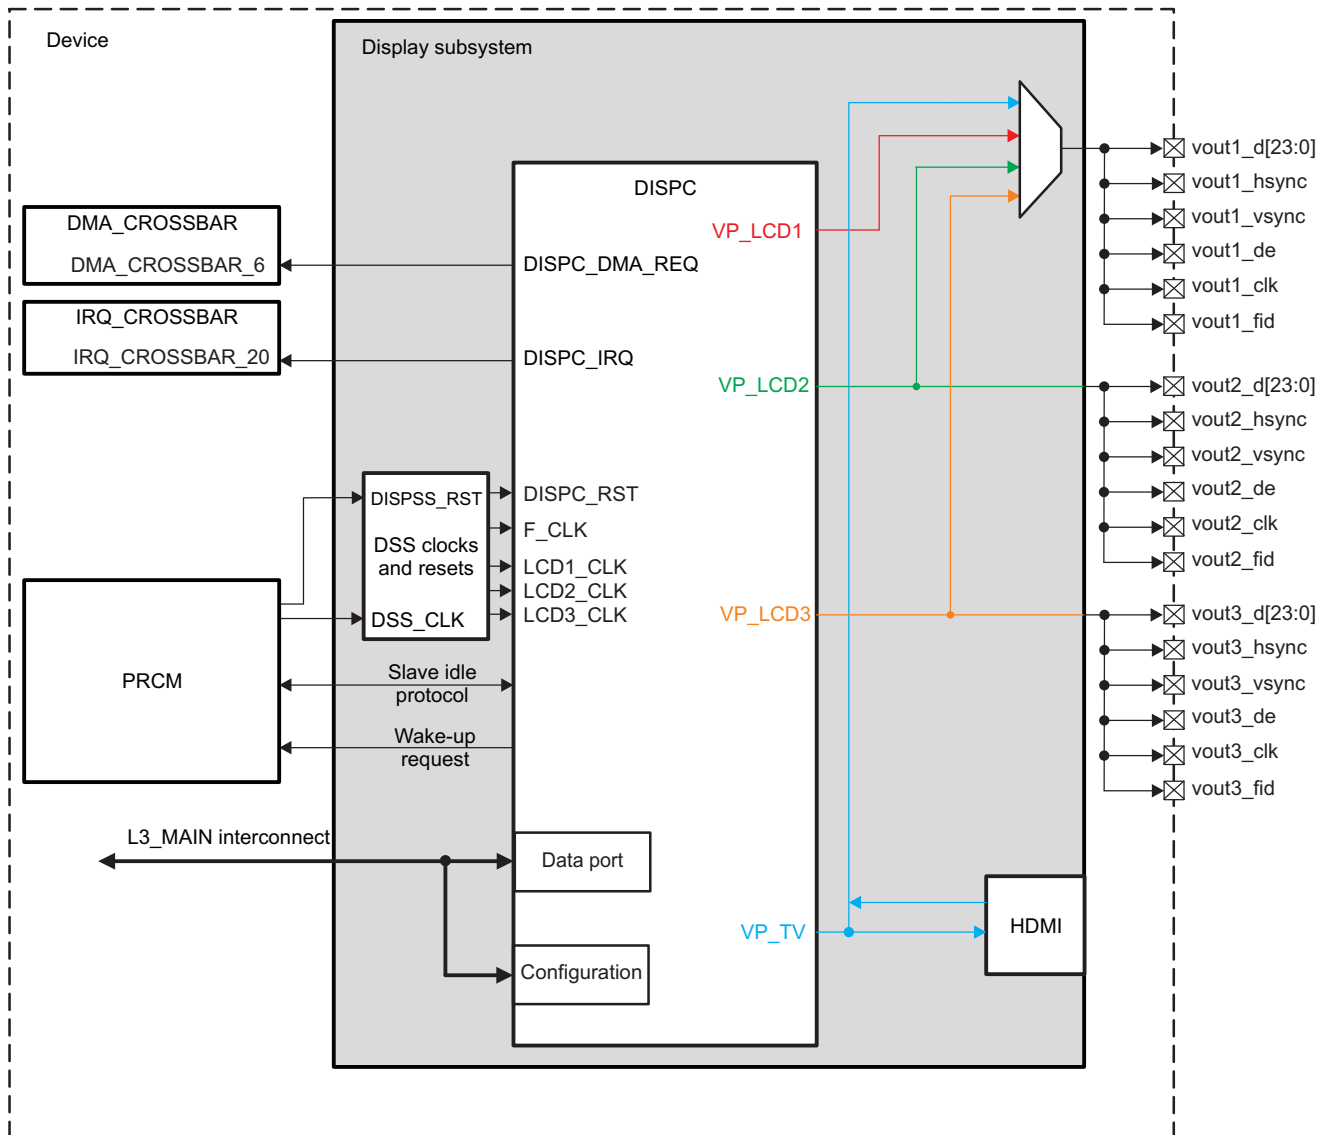 Device
Display subsystem
DMA_CROSSBAR
DMA_CROSSBAR_6
IRQ_CROSSBAR
IRQ_CROSSBAR_20
PRCM
DISPSS_RST
DSS clocks
and resets
DSS_CLK
Slave idle
protocol
Wake-up
request
L3_MAIN interconnect
DISPC
DISPC_DMA_REQ
DISPC_IRQ
DISPC_RST
F_CLK
LCD1_CLK
LCD2_CLK
LCD3_CLK
Data port
Configuration
VP_LCD1
VP_LCD2
VP_LCD3
VP_TV
HDMI
vout1_d[23:0]
vout1_hsync
vout1_vsync
vout1_de
vout1_clk
vout1_fid
vout2_d[23:0]
vout2_hsync
vout2_vsync
vout2_de
vout2_clk
vout2_fid
vout3_d[23:0]
vout3_hsync
vout3_vsync
vout3_de
vout3_clk
vout3_fid